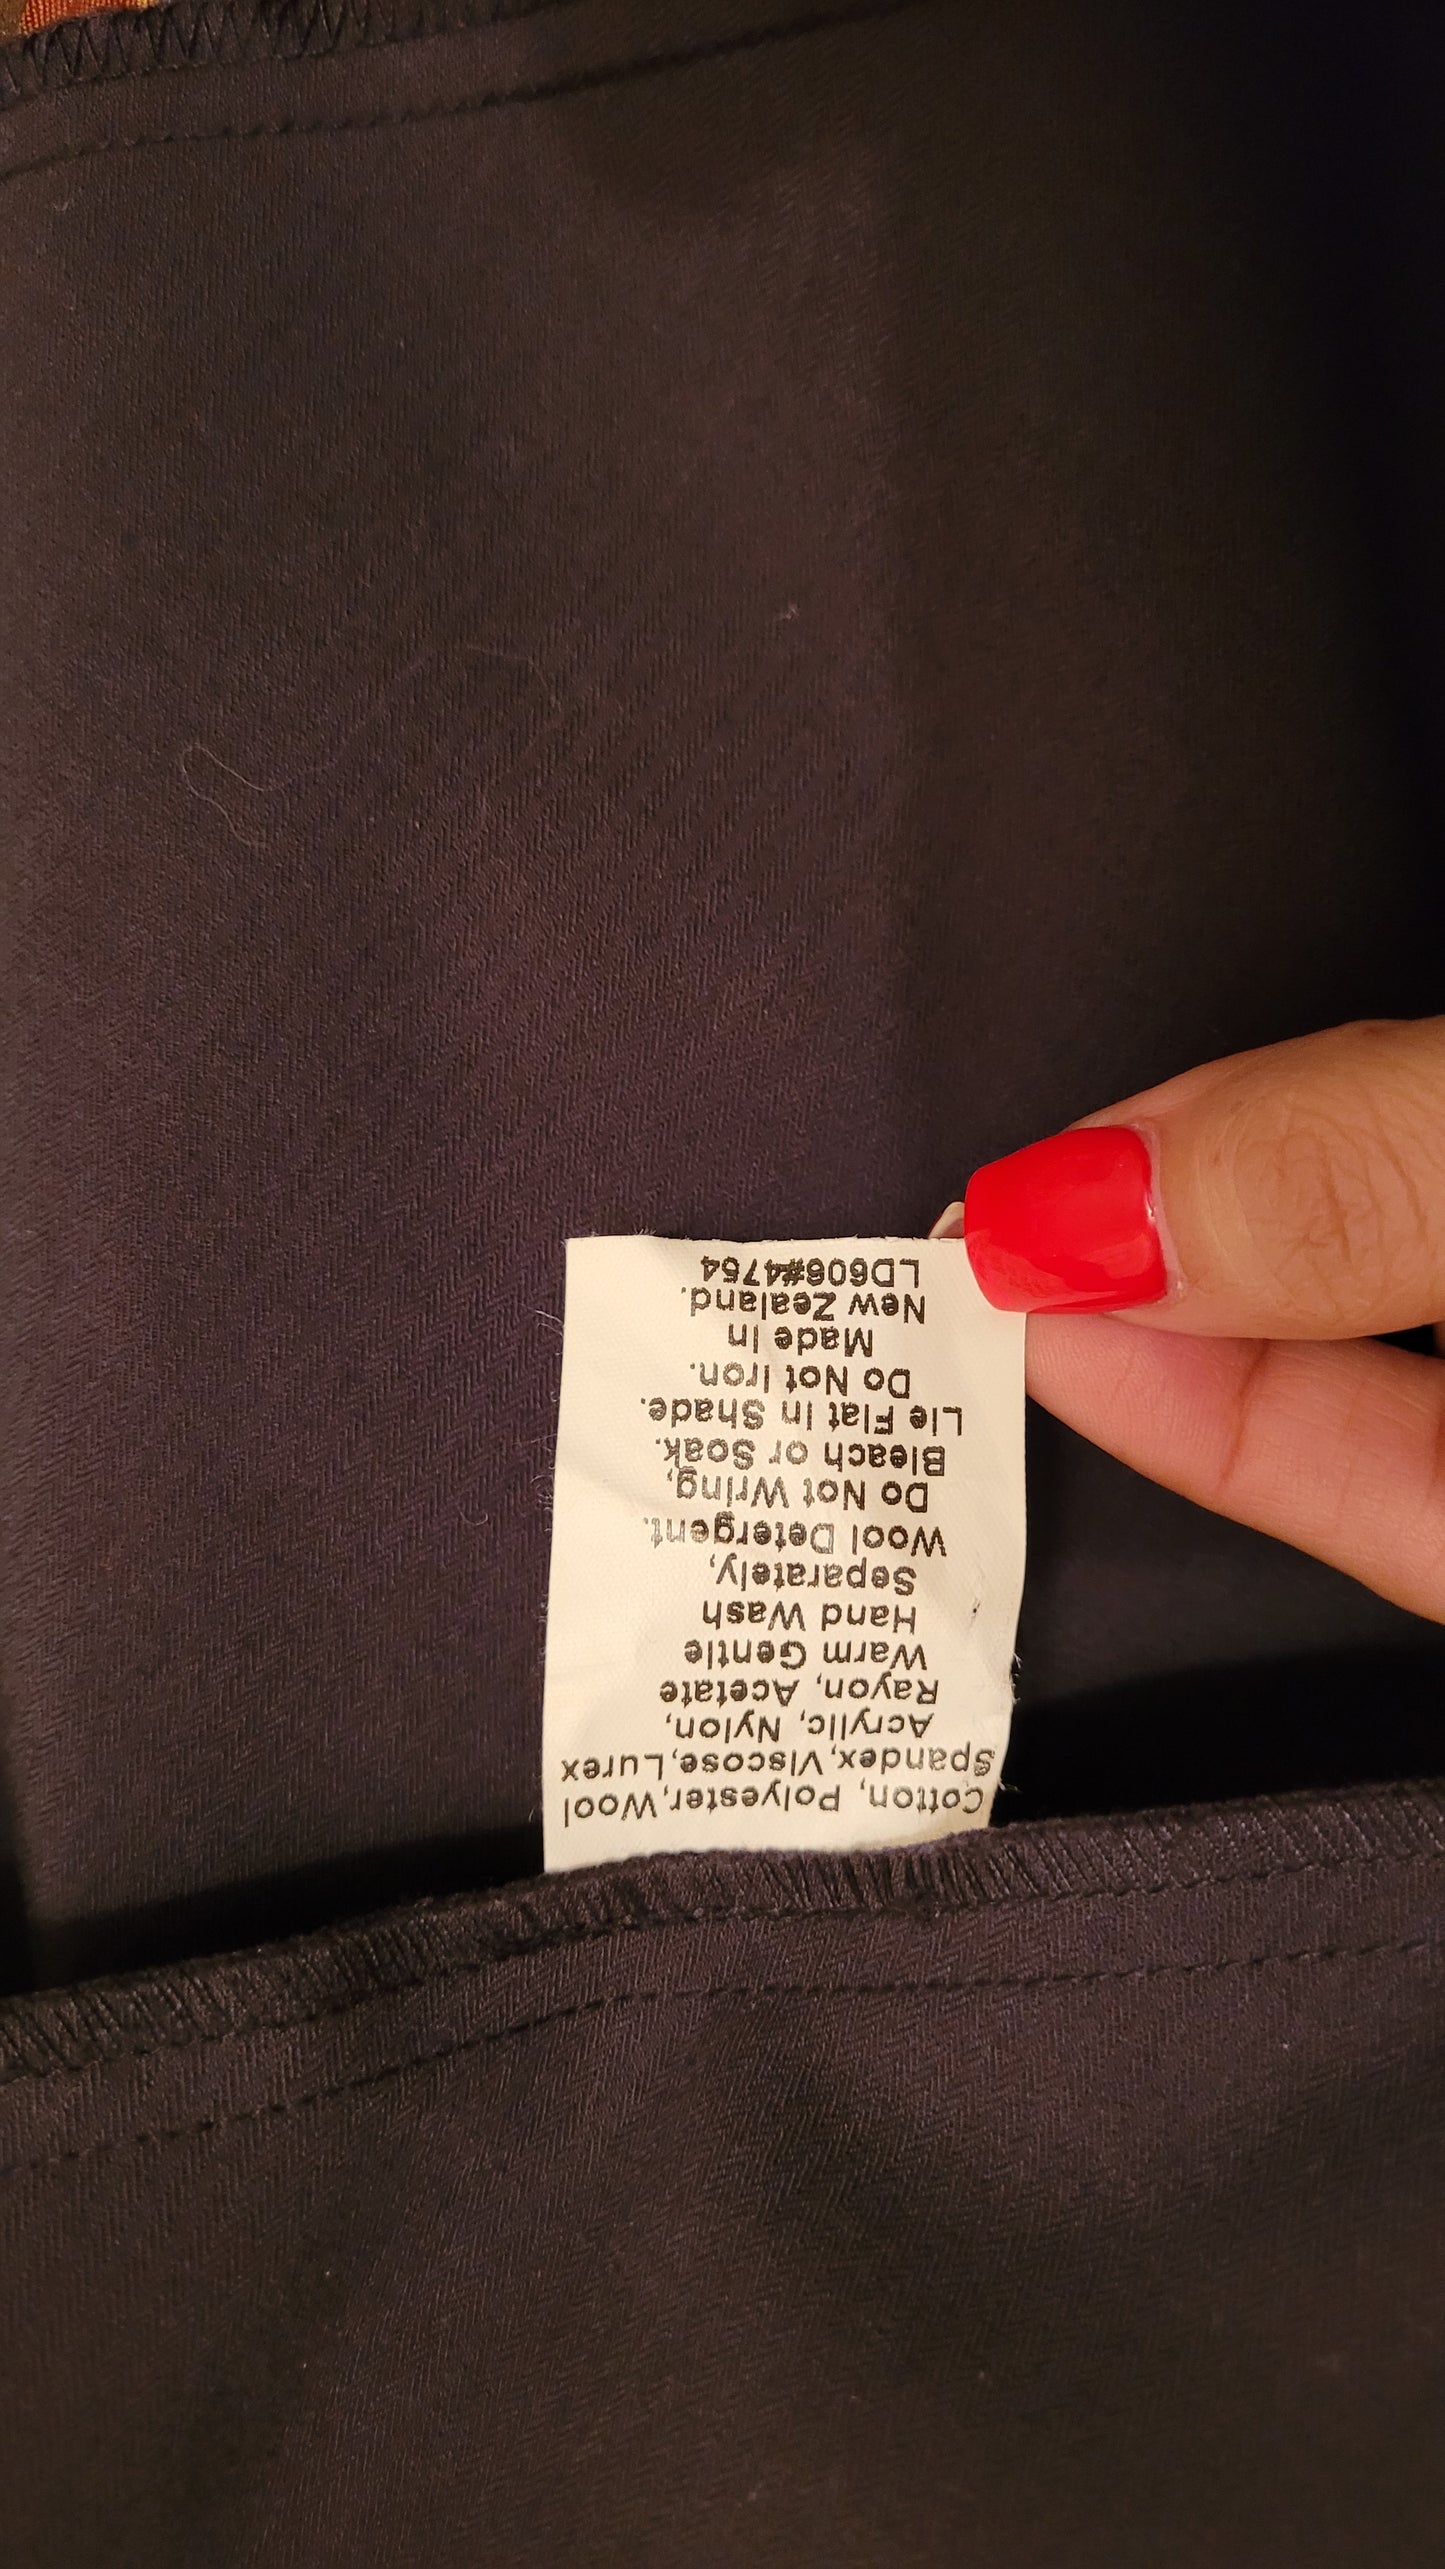 Cotton, Polyester,Wool
Spandex,Viscose,Lurex
Acrylic, Nylon,
Rayon, Acetate
Warm Gentle
Hand Wash
Separately,
Wool Detergent.
Do Not Wring,
Bleach or Soak.
Lie Flat In Shade.
Do Not Iron.
Made In
New Zealand.
LD606#4754